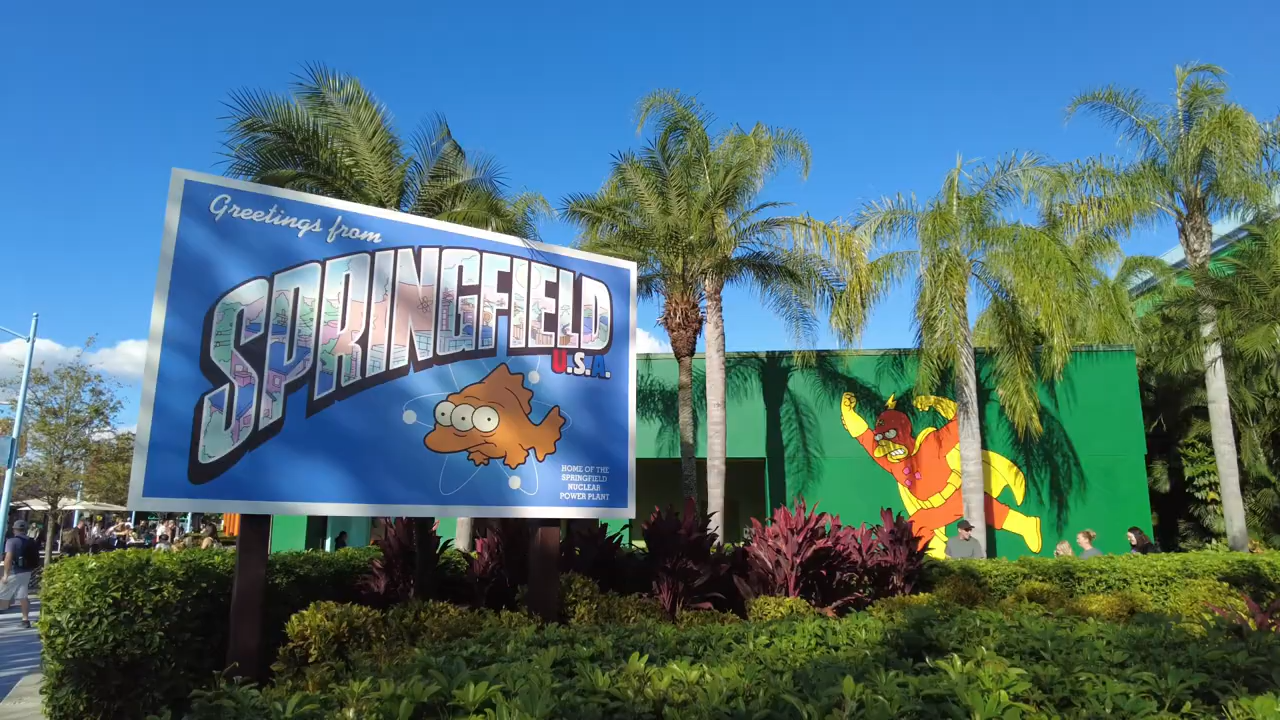 Greetings from
SPRINGFIELD
U.S.A.
HOME OF THE
SPRINGFIELD
NUCLEAR
POWER PLANT